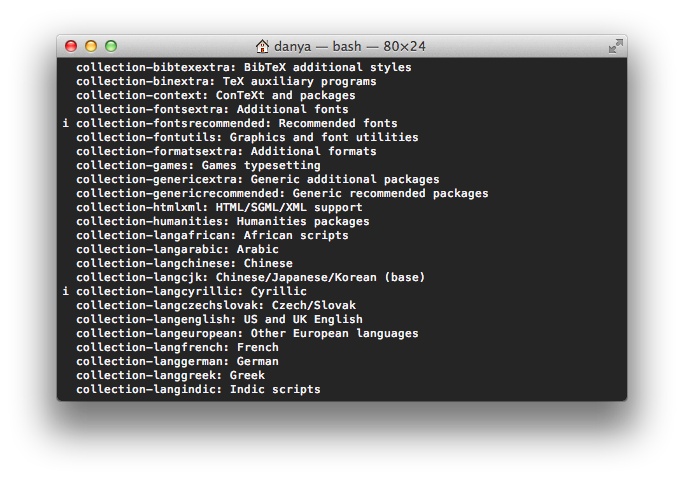 danya — bash — 80×24
collection-bibtexextra: BibTeX additional styles
collection-binextra: TeX auxiliary programs
collection-context: ConTeXt and packages
collection-fontsextra: Additional fonts
i collection-fontsrecommended: Recommended fonts
collection-fontutils: Graphics and font utilities
collection-formatsextra: Additional formats
collection-games: Games typesetting
collection-genericextra: Generic additional packages
collection-genericrecommended: Generic recommended packages
collection-htmlxml: HTML/SGML/XML support
collection-humanities: Humanities packages
collection-langafrican: African scripts
collection-langarabic: Arabic
collection-langchinese: Chinese
collection-langcjk: Chinese/Japanese/Korean (base)
i collection-langcyrillic: Cyrillic
collection-langczechslovak: Czech/Slovak
collection-langenglish: US and UK English
collection-langeuropean: Other European languages
collection-langfrench: French
collection-langgerman: German
collection-langgreek: Greek
collection-langindic: Indic scripts